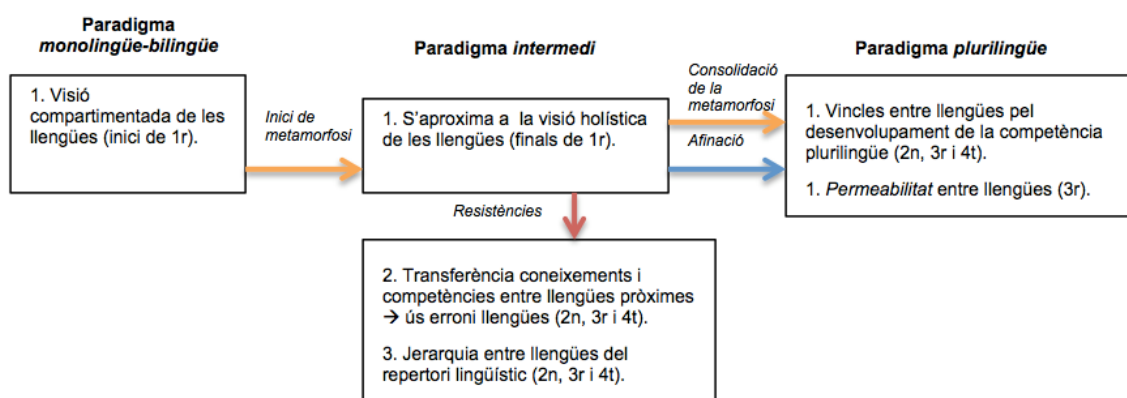 Paradigma
monolingüe-bilingüe
1. Visió
compartimentada de les
llengües (inici de 1r).
Inici de
metamorfosi
Paradigma intermedi
1. S’aproxima a la visió holística
de les llengües (finals de 1r).
Resistències
2. Transferència coneixements i
competències entre llengües pròximes
→ ús erroni llengües (2n, 3r i 4t).
3. Jerarquia entre llengües del
repertori lingüístic (2n, 3r i 4t).
Consolidació
de la
metamorfosi
Afinació
Paradigma plurilingüe
1. Vincles entre llengües pel
desenvolupament de la competència
plurilingüe (2n, 3r i 4t).
1. Permeabilitat entre llengües (3r).